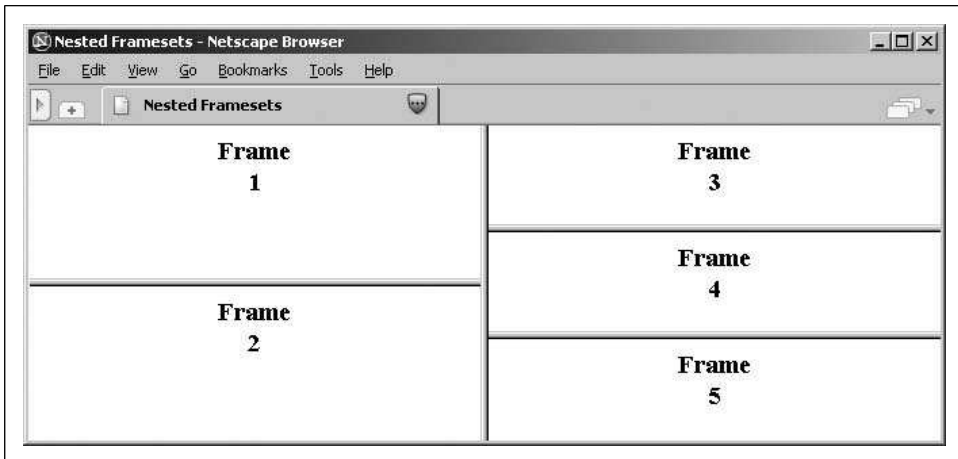 Nested Framesets - Netscape Browser
File Edit View Go Bookmarks Tools Help
Nested Framesets
Frame
1
Frame
2
Frame
3
Frame
4
Frame
5